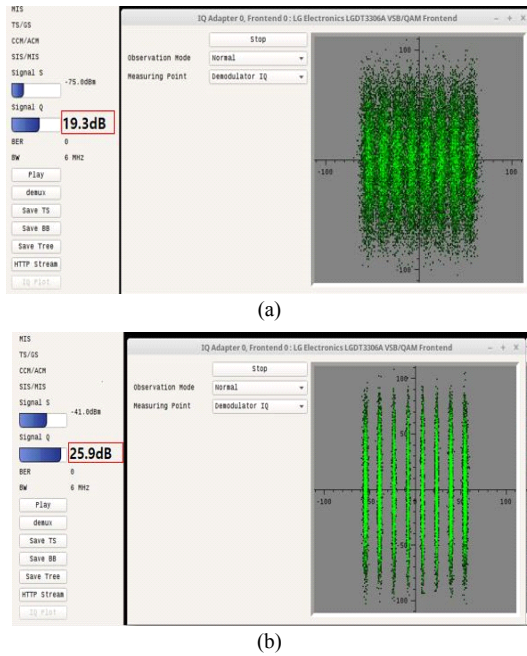 MIS
TS/GS
CCM/ACM
SIS/MIS
Signal S
-75.0dBm
Signal Q
19.3dB
BER 0
BW 6 MHz
Play
demux
Save TS
Save BB
Save Tree
HTTP Stream
IQ Plot
IQ Adapter 0, Frontend 0 : LG Electronics LGDT3306A VSB/QAM Frontend
Stop
Observation Mode Normal
Measuring Point Demodulator IQ
100
-100 100
-100
(a)
MIS
TS/GS
CCM/ACM
SIS/MIS
Signal S
-41.0dBm
Signal Q
25.9dB
BER 0
BW 6 MHz
Play
demux
Save TS
Save BB
Save Tree
HTTP Stream
IQ Plot
IQ Adapter 0, Frontend 0 : LG Electronics LGDT3306A VSB/QAM Frontend
Stop
Observation Mode Normal
Measuring Point Demodulator IQ
100
-100 100
-100
(b)